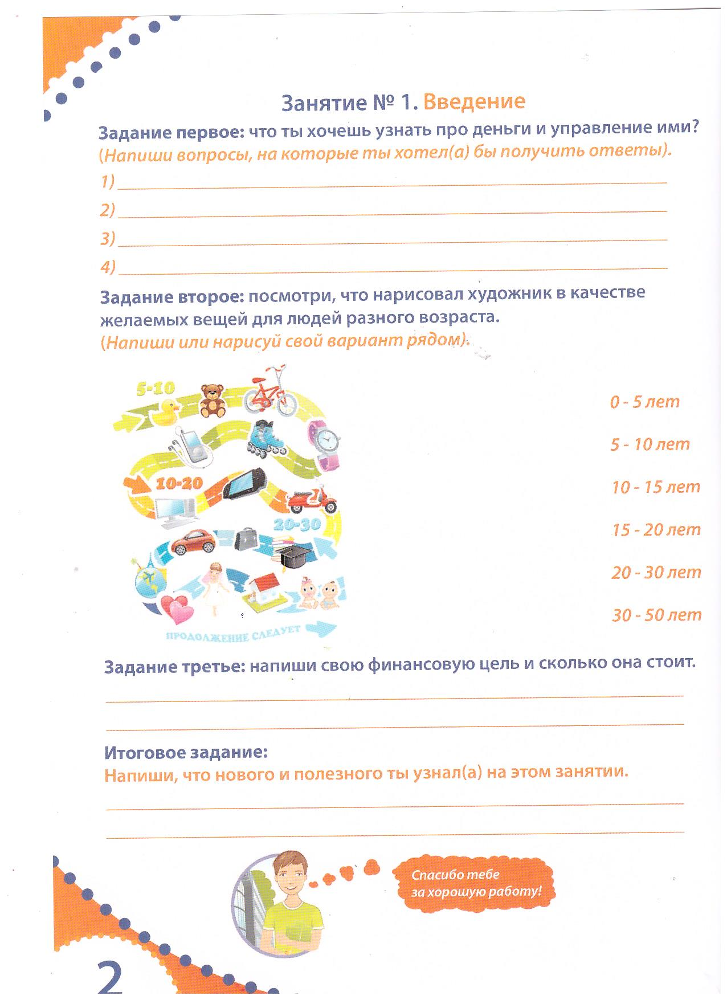 Занятие № 1. Введение
Задание первое: что ты хочешь узнать про деньги и управление ими?
(Напиши вопросы, на которые ты хотел(а) бы получить ответы).
1)
2)
3)
4)
Задание второе: посмотри, что нарисовал художник в качестве
желаемых вещей для людей разного возраста.
(Напиши или нарисуй свой вариант рядом).
5-10
10-20
20-30
ПРОДОЛЖЕНИЕ СЛЕДУЕТ
0 - 5 лет
5 - 10 лет
10 - 15 лет
15 - 20 лет
20 - 30 лет
30 - 50 лет
Задание третье: напиши свою финансовую цель и сколько она стоит.
Итоговое задание:
Напиши, что нового и полезного ты узнал(а) на этом занятии.
Спасибо тебе
за хорошую работу!
2